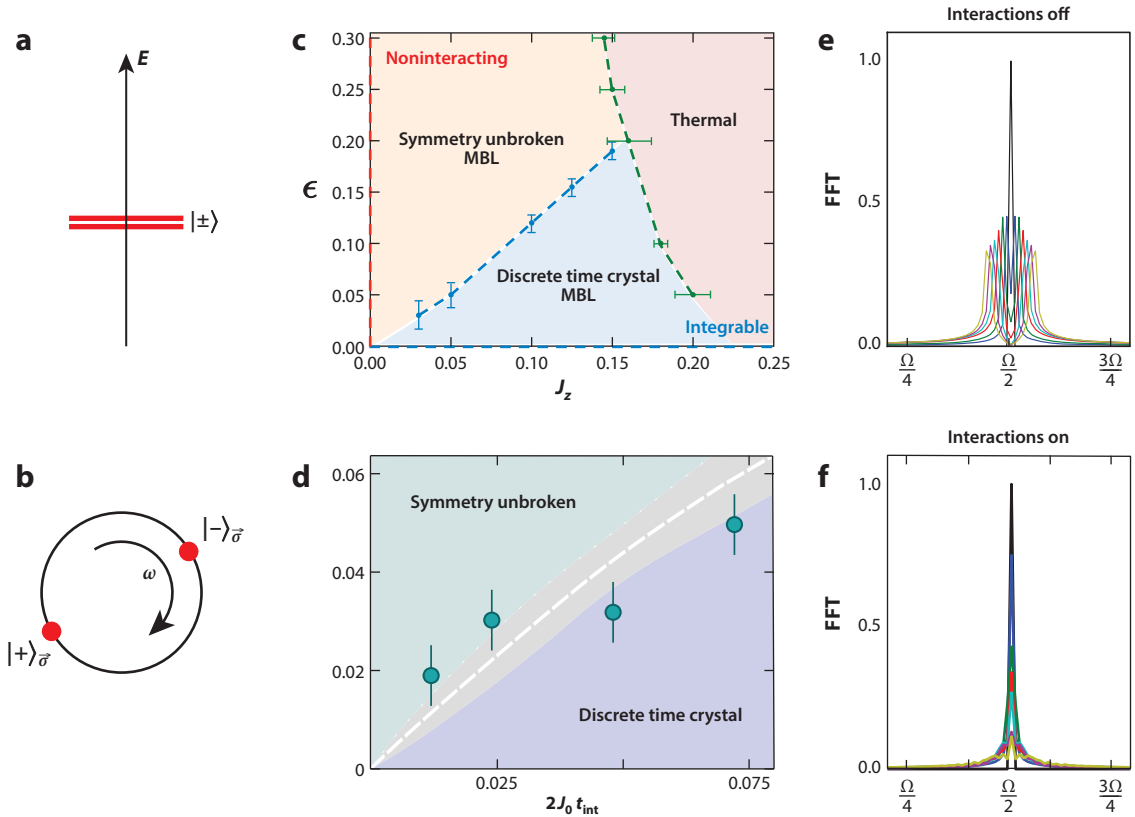 a
E
|±⟩
b
|−⟩σ⃗
ω
|+⟩σ⃗
c
0.30
0.25
0.20
0.15
0.10
0.05
0.00
ϵ
Noninteracting
Symmetry unbroken
MBL
Thermal
Discrete time crystal
MBL
Integrable
0.00
0.05
0.10
0.15
0.20
0.25
Jz
d
0.06
0.04
0.02
0
Symmetry unbroken
Discrete time crystal
0.025
0.075
2J0 tint
e
Interactions off
FFT
1.0
0.5
0.0
Ω/4
Ω/2
3Ω/4
f
Interactions on
FFT
1.0
0.5
0.0
Ω/4
Ω/2
3Ω/4